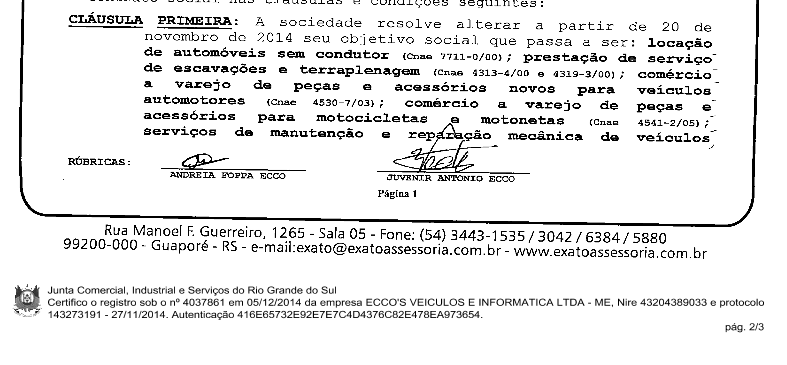 cláusulas e condições seguintes:
CLÁUSULA PRIMEIRA: A sociedade resolve alterar a partir de 20 de
novembro de 2014 seu objetivo social que passa a ser: locação
de automóveis sem condutor (Cnae 7711-0/00); prestação de serviço
de escavações e terraplenagem (Cnae 4313-4/00 e 4319-3/00); comércio
a varejo de peças e acessórios novos para veículos
automotores (Cnae 4530-7/03); comércio a varejo de peças e
acessórios para motocicletas e motonetas (Cnae 4541-2/05);
serviços de manutenção e reparação mecânica de veículos
RÚBRICAS:
ANDREIA FOPPA ECCO JUVENIR ANTONIO ECCO
Página 1
Rua Manoel F. Guerreiro, 1265 - Sala 05 - Fone: (54) 3443-1535 / 3042 / 6384 / 5880
99200-000 - Guaporé - RS - e-mail:exato@exatoassessoria.com.br - www.exatoassessoria.com.br
Junta Comercial, Industrial e Serviços do Rio Grande do Sul
Certifico o registro sob o nº 4037861 em 05/12/2014 da empresa ECCO'S VEICULOS E INFORMATICA LTDA - ME, Nire 43204389033 e protocolo
143273191 - 27/11/2014. Autenticação 416E65732E92E7E7C4D4376C82E478EA973654.
pág. 2/3